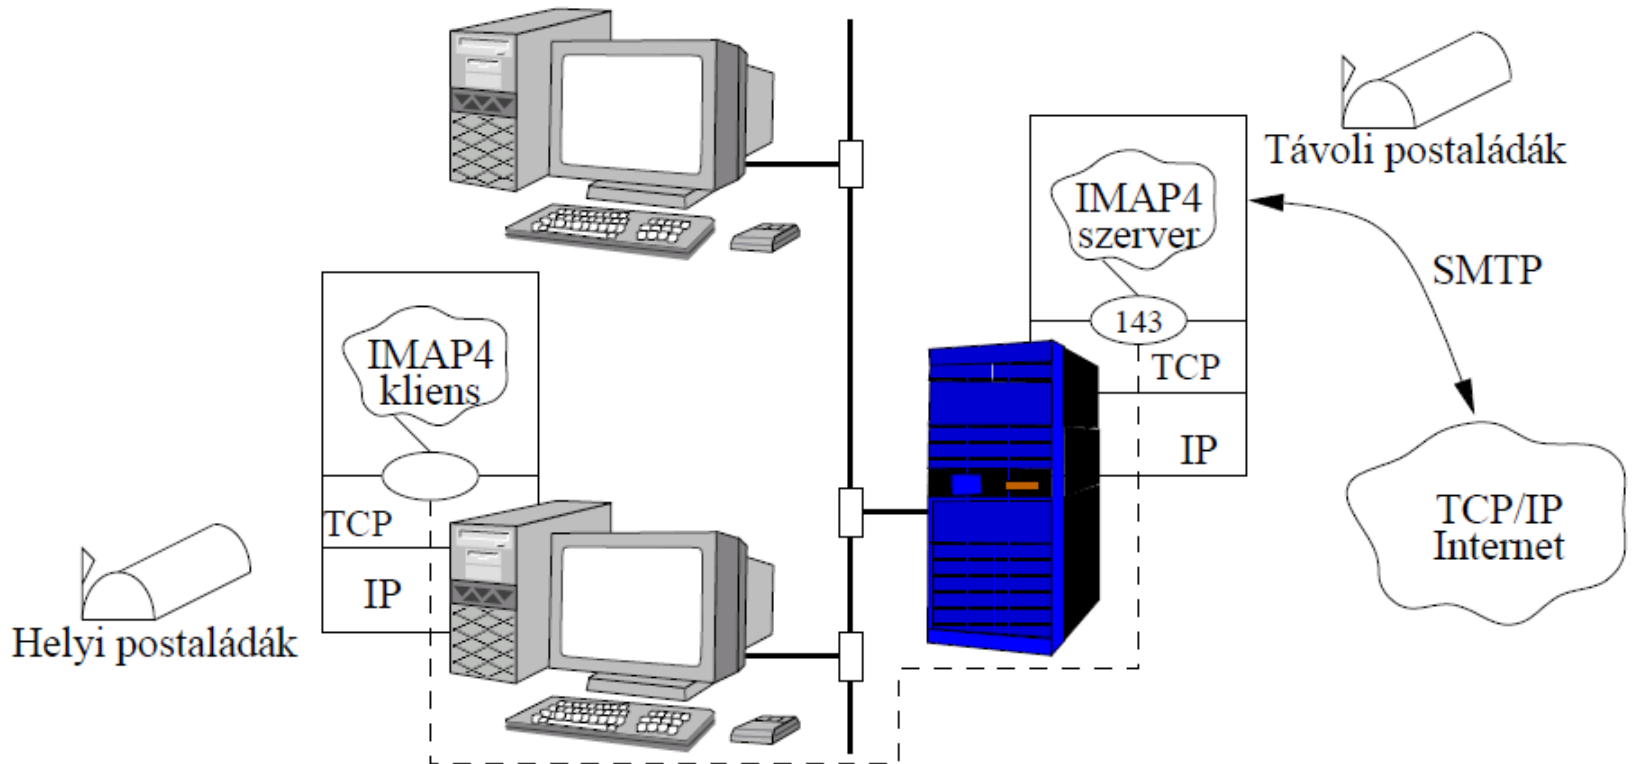 Távoli postaládák
IMAP4
szerver
SMTP
143
TCP
IP
IMAP4
kliens
TCP
IP
Helyi postaládák
TCP/IP
Internet